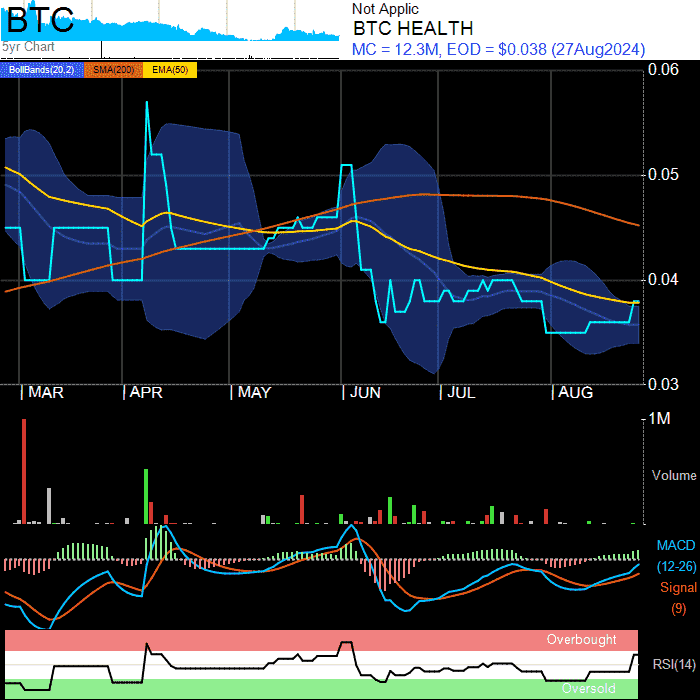 BTC
5yr Chart
Not Applic
BTC HEALTH
MC = 12.3M, EOD = $0.038 (27Aug2024)
BollBands(20,2) SMA(200) EMA(50)
0.06
0.05
0.04
0.03
MAR APR MAY JUN JUL AUG
1M
Volume
MACD
(12-26)
Signal
(9)
Overbought
RSI(14)
Oversold